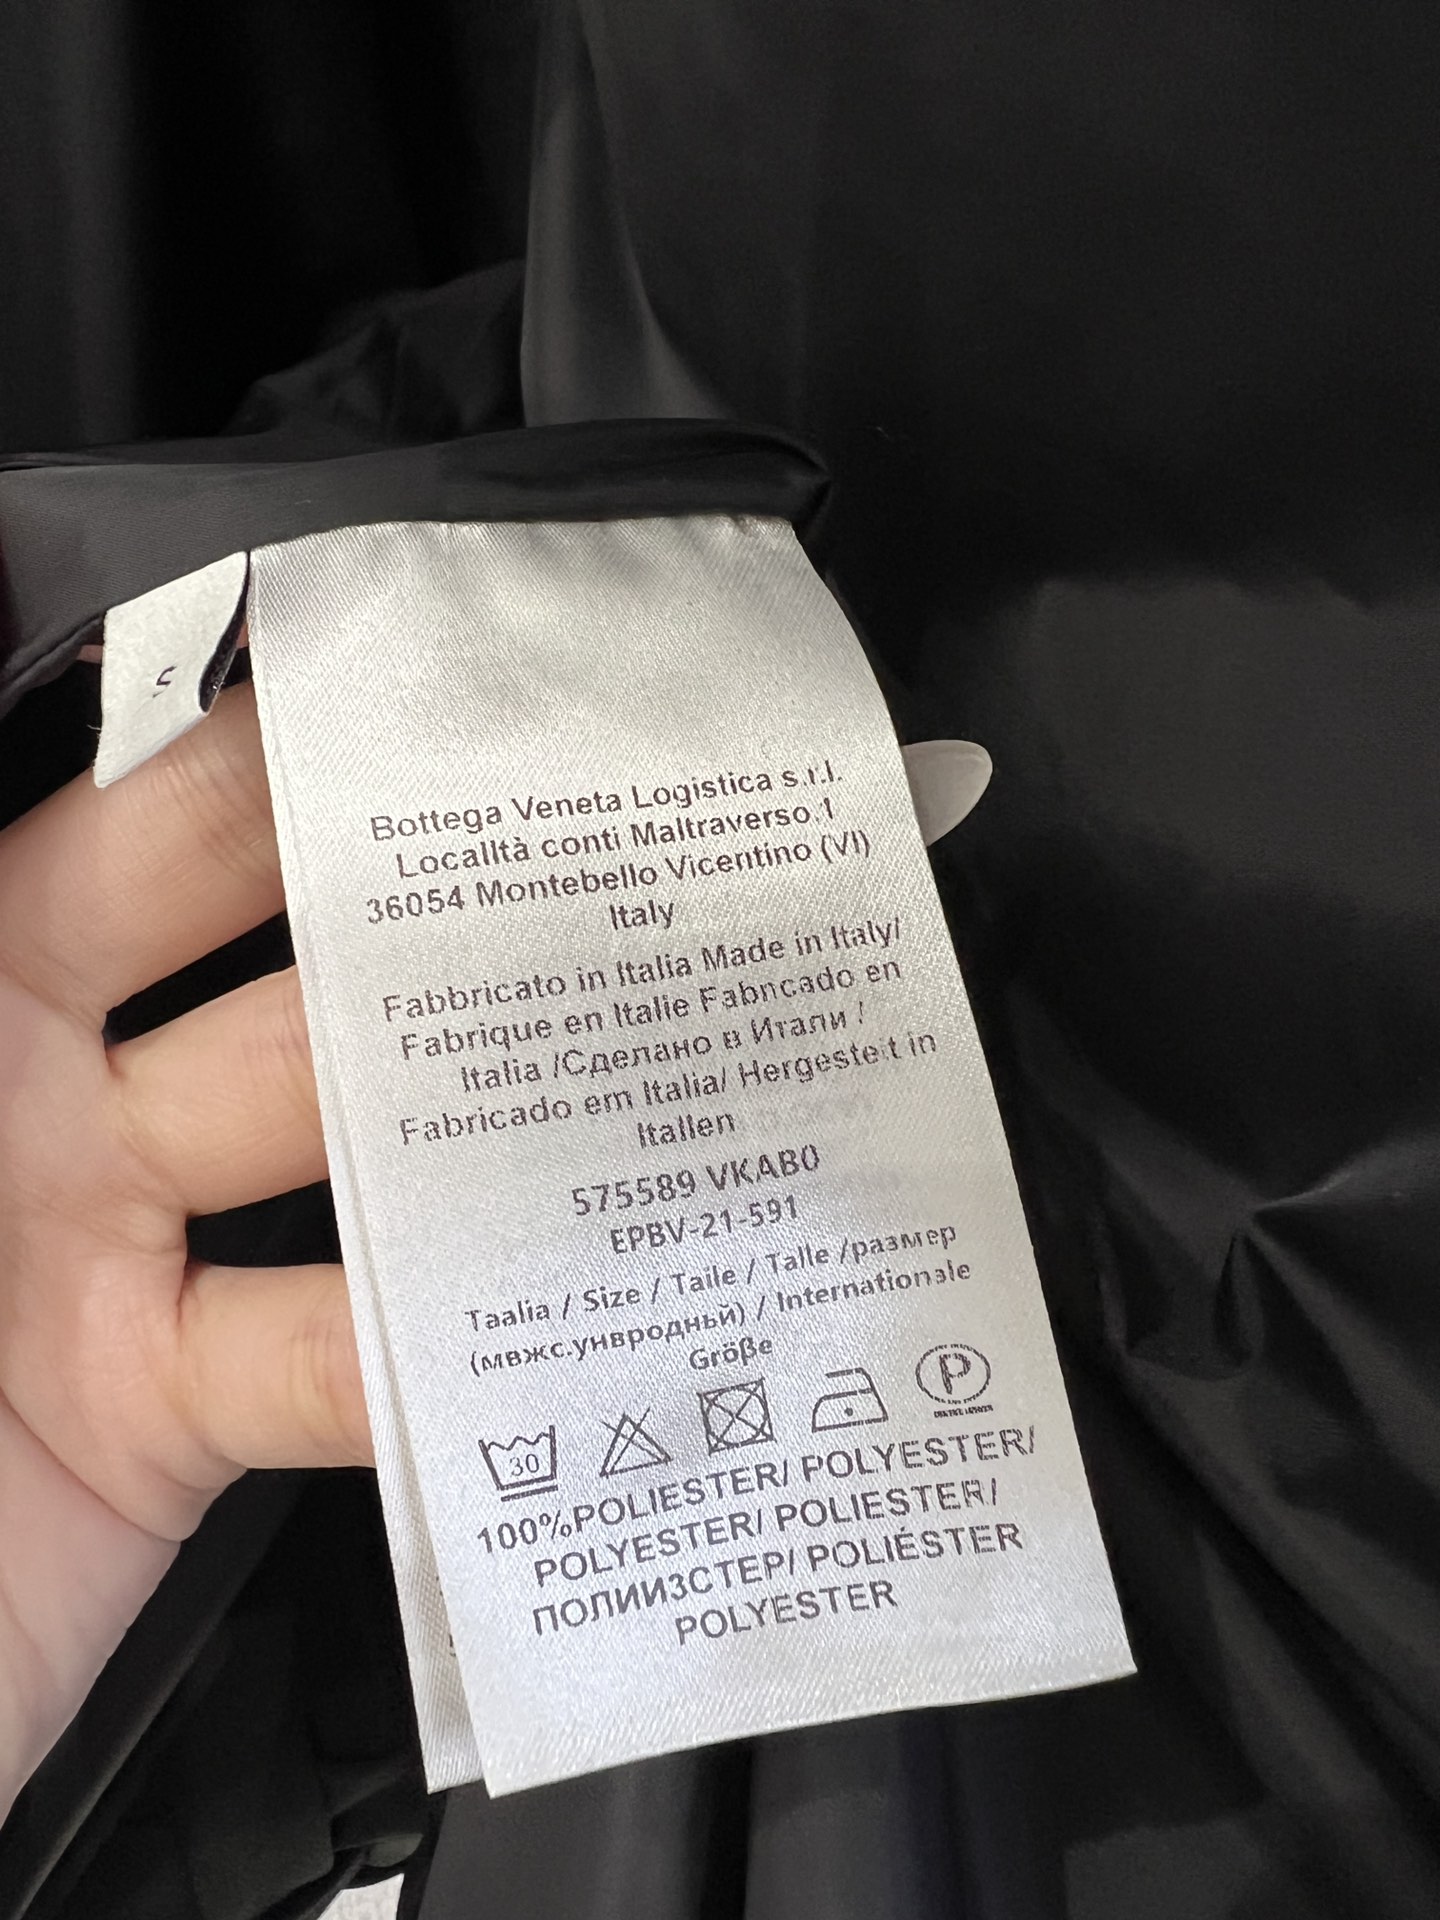 S
Bottega Veneta Logistica s.r.l.
Localltà conti Maltraverso.1
36054 Montebello Vicentino (VI)
Italy
Fabbricato in Italia Made in Italy/
Fabrique en Italie Fabncado en
Italia /Сделано в Итали !
Fabricado em Italia/ Hergestelt in
Itallen
575589 VKAB0
EPBV-21-591
Taalia / Size / Taile / Talle /размер
(мвжс.унвродный) / Internationale
Größe
30
P
100%POLIESTER/ POLYESTER/
POLYESTER/ POLIESTER/
ПОЛИИЗСТЕР/ POLIÉSTER
POLYESTER